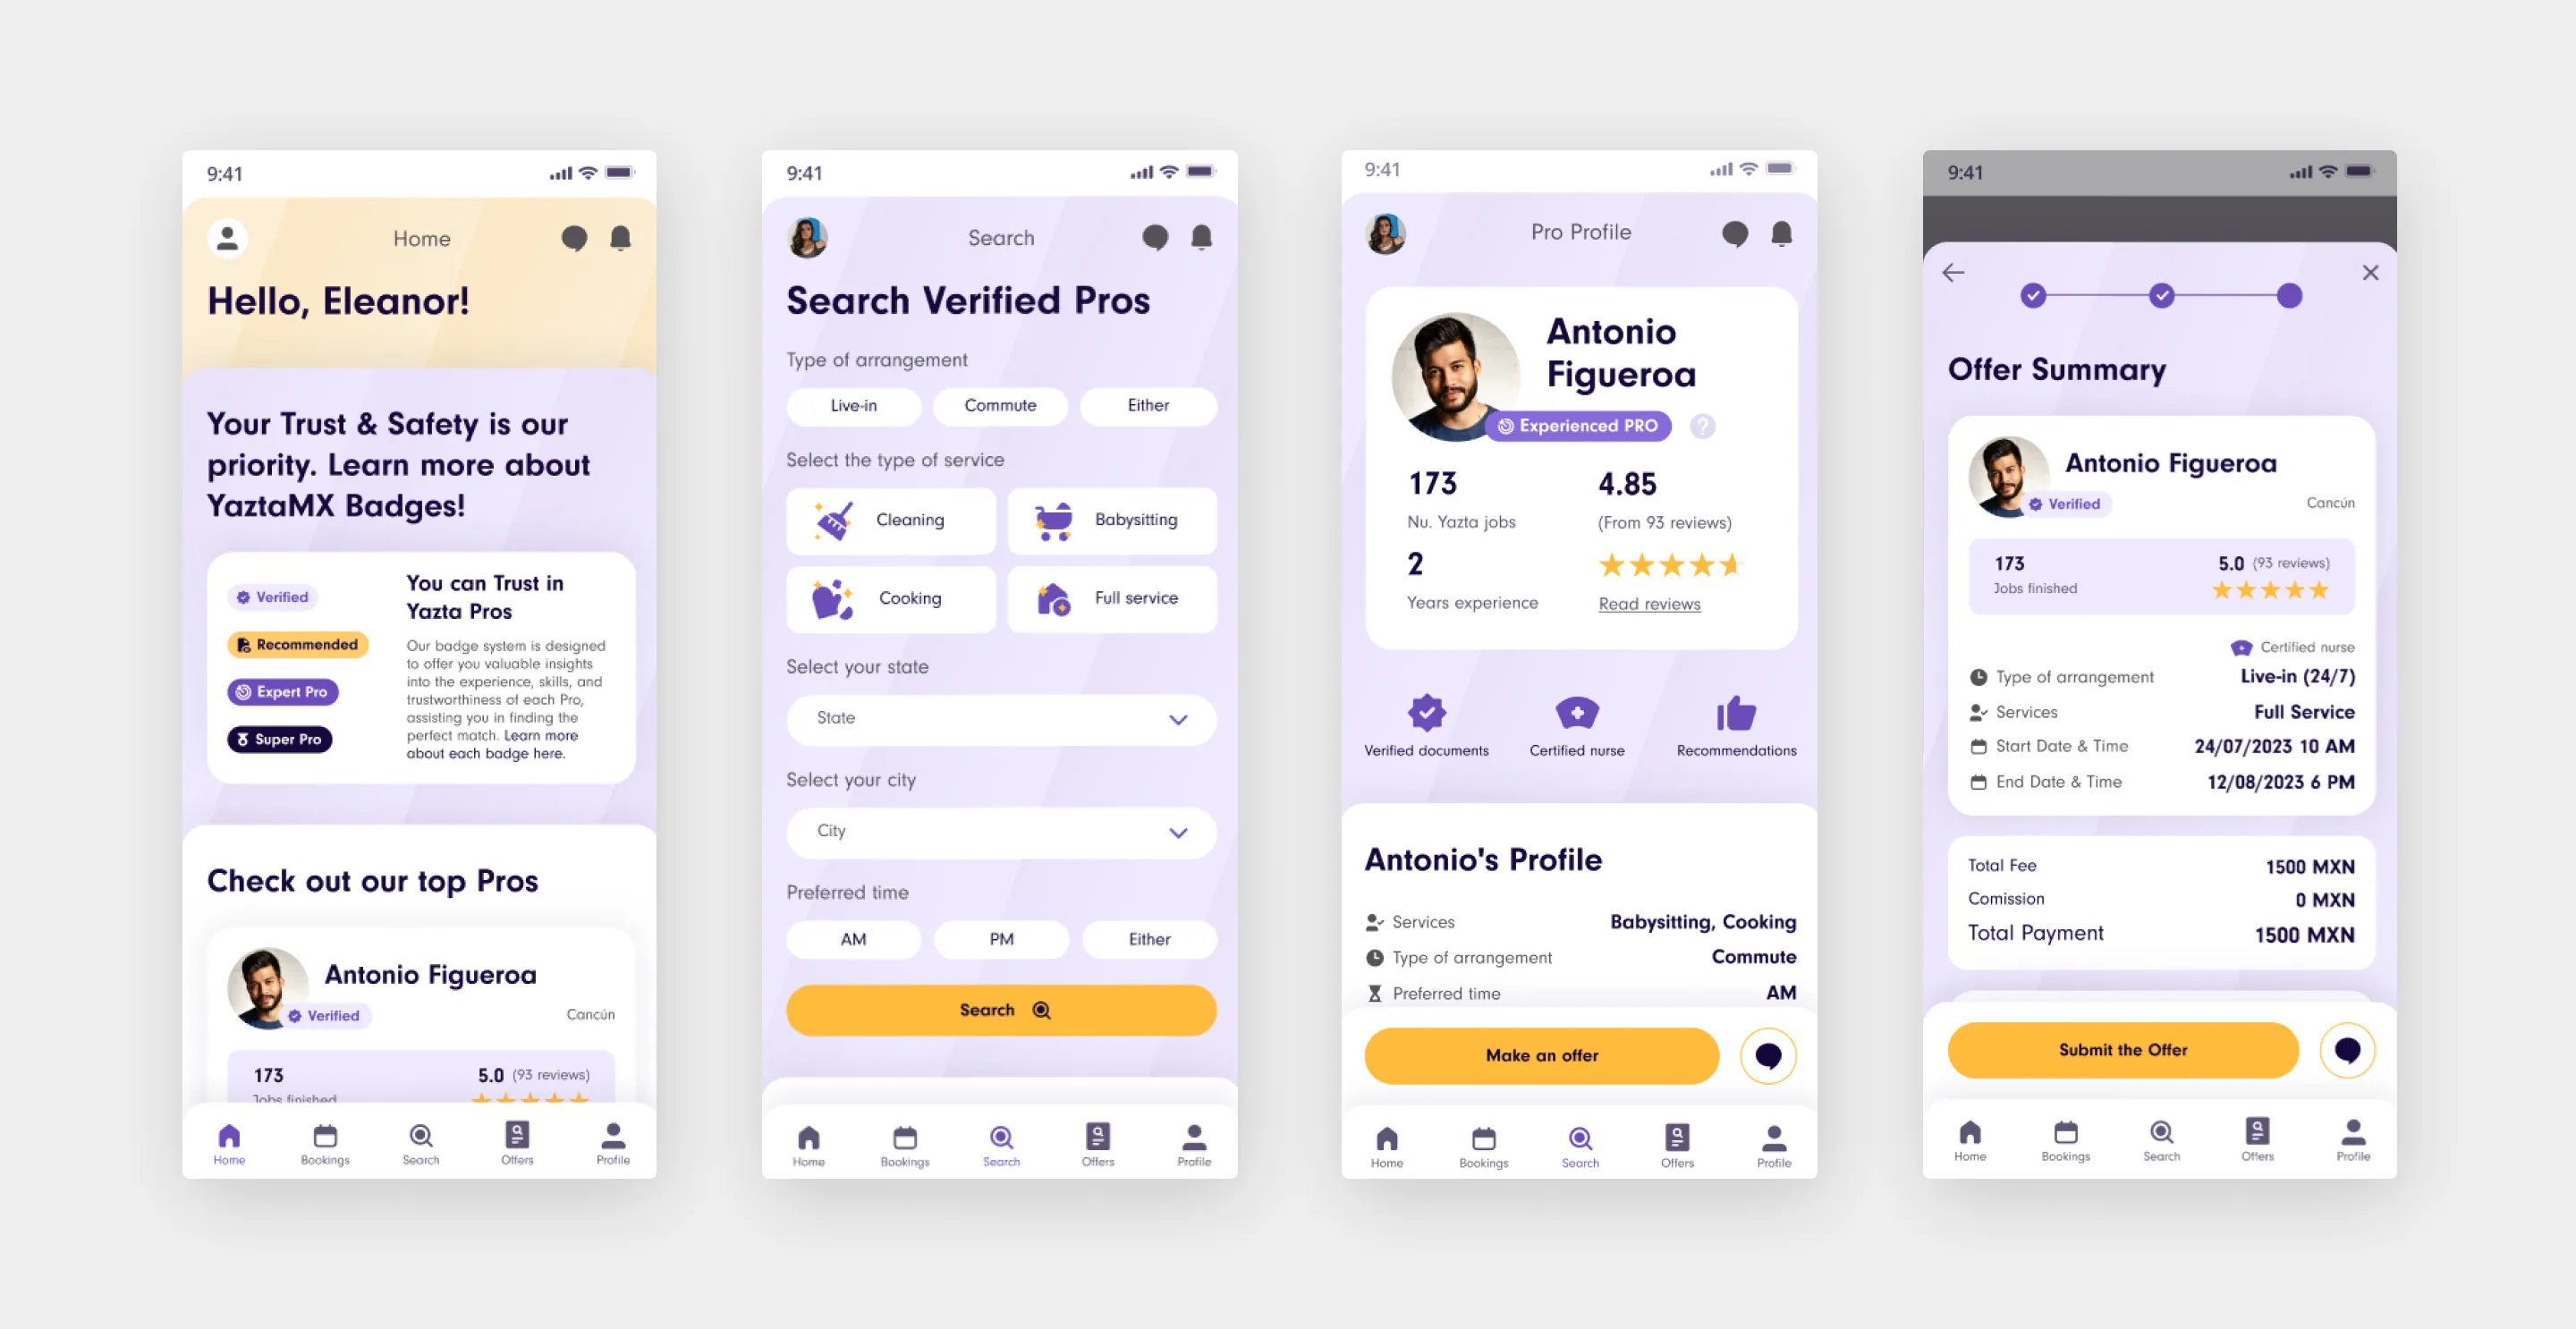 9:41
Home
Hello, Eleanor!
Your Trust & Safety is our
priority. Learn more about
YaztaMX Badges!
Verified
Recommended
Expert Pro
Super Pro
You can Trust in
Yazta Pros
Our badge system is designed
to offer you valuable insights
into the experience, skills, and
trustworthiness of each Pro,
assisting you in finding the
perfect match. Learn more
about each badge here.
Check out our top Pros
Antonio Figueroa
Verified
Cancún
173
5.0 (93 reviews)
Jobs finished
Home
Bookings
Search
Offers
Profile
9:41
Search
Search Verified Pros
Type of arrangement
Live-in
Commute
Either
Select the type of service
Cleaning
Babysitting
Cooking
Full service
Select your state
State
Select your city
City
Preferred time
AM
PM
Either
Search
Home
Bookings
Search
Offers
Profile
9:41
Pro Profile
Antonio
Figueroa
Experienced PRO
?
173
4.85
Nu. Yazta jobs
(From 93 reviews)
2
Years experience
Read reviews
Verified documents
Certified nurse
Recommendations
Antonio's Profile
Services
Babysitting, Cooking
Type of arrangement
Commute
Preferred time
AM
Make an offer
Home
Bookings
Search
Offers
Profile
9:41
Offer Summary
Antonio Figueroa
Verified
Cancún
173
5.0 (93 reviews)
Jobs finished
Certified nurse
Type of arrangement
Live-in (24/7)
Services
Full Service
Start Date & Time
24/07/2023 10 AM
End Date & Time
12/08/2023 6 PM
Total Fee
1500 MXN
Comission
0 MXN
Total Payment
1500 MXN
Submit the Offer
Home
Bookings
Search
Offers
Profile